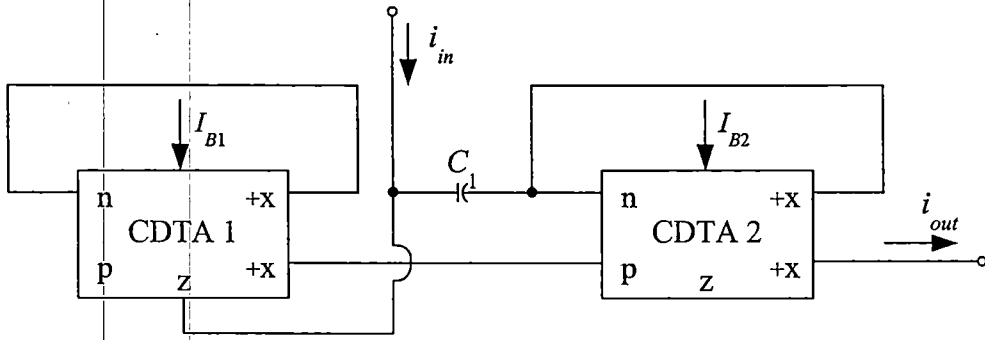 i_in
I_B1
I_B2
C_1
n +x
CDTA 1
p +x
z
n +x
CDTA 2
p +x
z
i_out